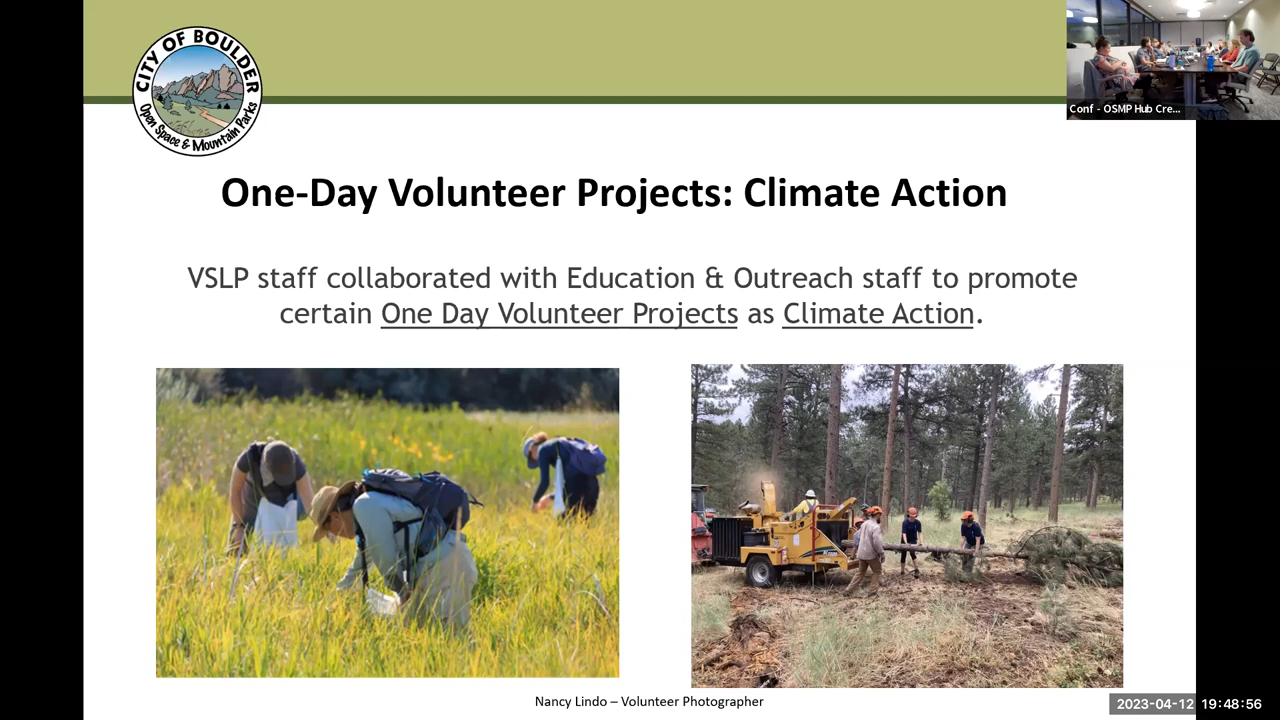 CITY OF BOULDER
Open Space & Mountain Parks
Conf - OSMP Hub Cre...
One-Day Volunteer Projects: Climate Action
VSLP staff collaborated with Education & Outreach staff to promote
certain One Day Volunteer Projects as Climate Action.
Nancy Lindo – Volunteer Photographer
2023-04-12 19:48:56